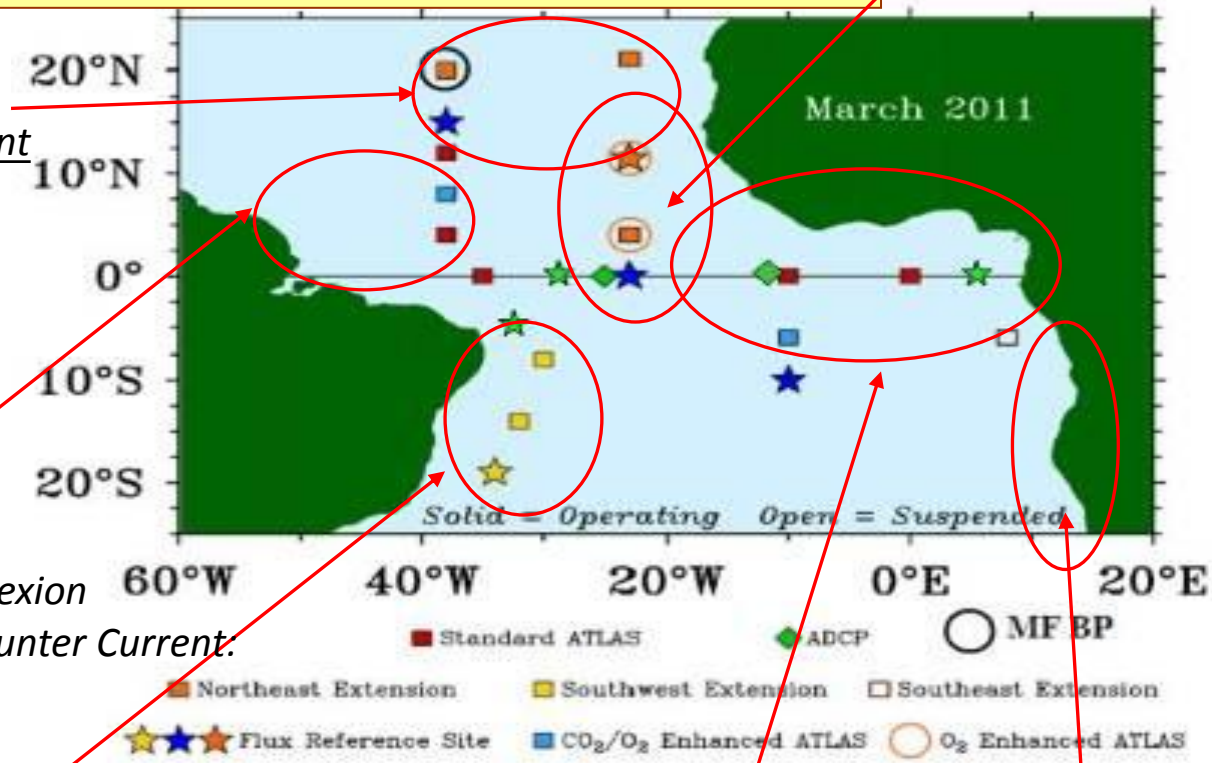 20°N
March 2011
nt
10°N
0°
10°S
20°S
Solid = Operating Open = Suspended
60°W 40°W 20°W 0°E 20°E
exion
unter Current:
Standard ATLAS ADCP MF BP
Northeast Extension Southwest Extension Southeast Extension
Flux Reference Site CO₂/O₂ Enhanced ATLAS O₂ Enhanced ATLAS